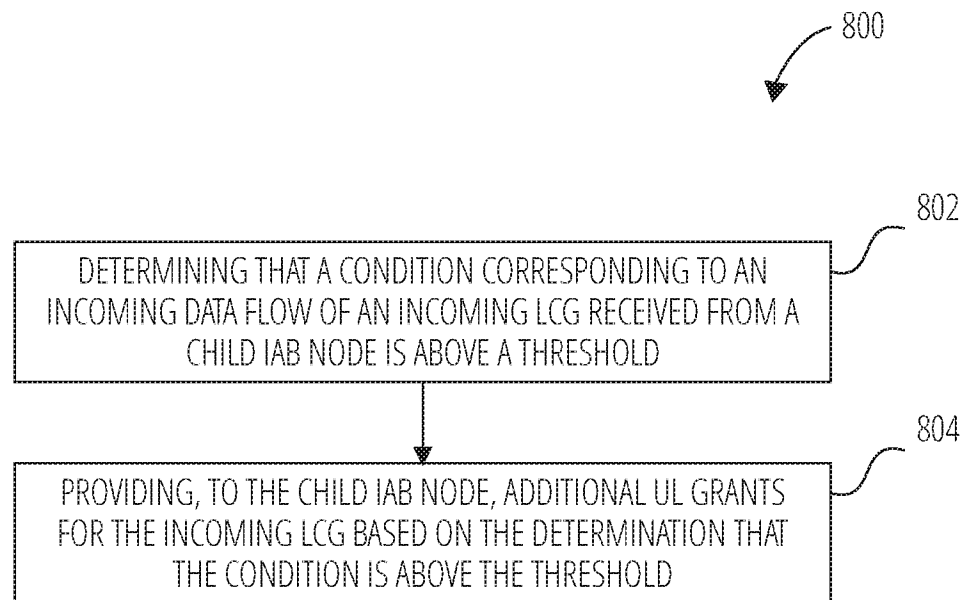 800
802
DETERMINING THAT A CONDITION CORRESPONDING TO AN
INCOMING DATA FLOW OF AN INCOMING LCG RECEIVED FROM A
CHILD IAB NODE IS ABOVE A THRESHOLD
804
PROVIDING, TO THE CHILD IAB NODE, ADDITIONAL UL GRANTS
FOR THE INCOMING LCG BASED ON THE DETERMINATION THAT
THE CONDITION IS ABOVE THE THRESHOLD